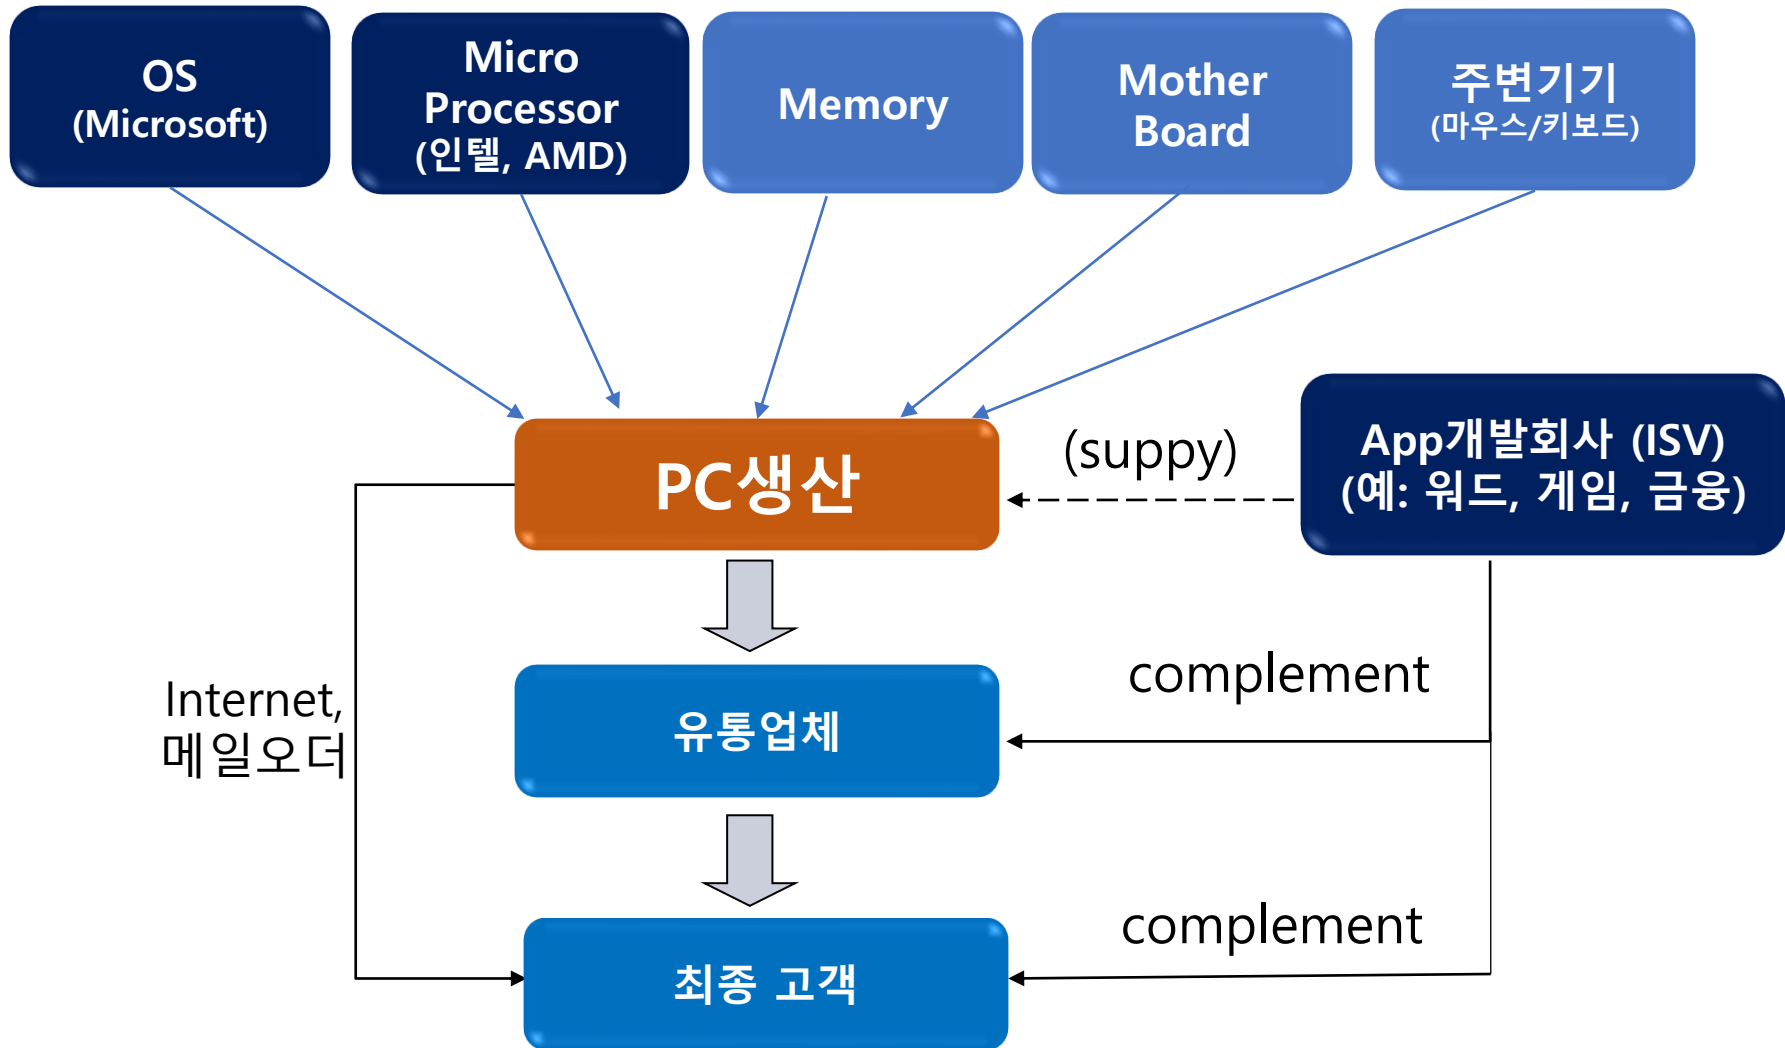 OS
(Microsoft)
Micro
Processor
(인텔, AMD)
Memory
Mother
Board
주변기기
(마우스/키보드)
PC생산
(suppy)
App개발회사 (ISV)
(예: 워드, 게임, 금융)
Internet,
메일오더
유통업체
complement
최종 고객
complement